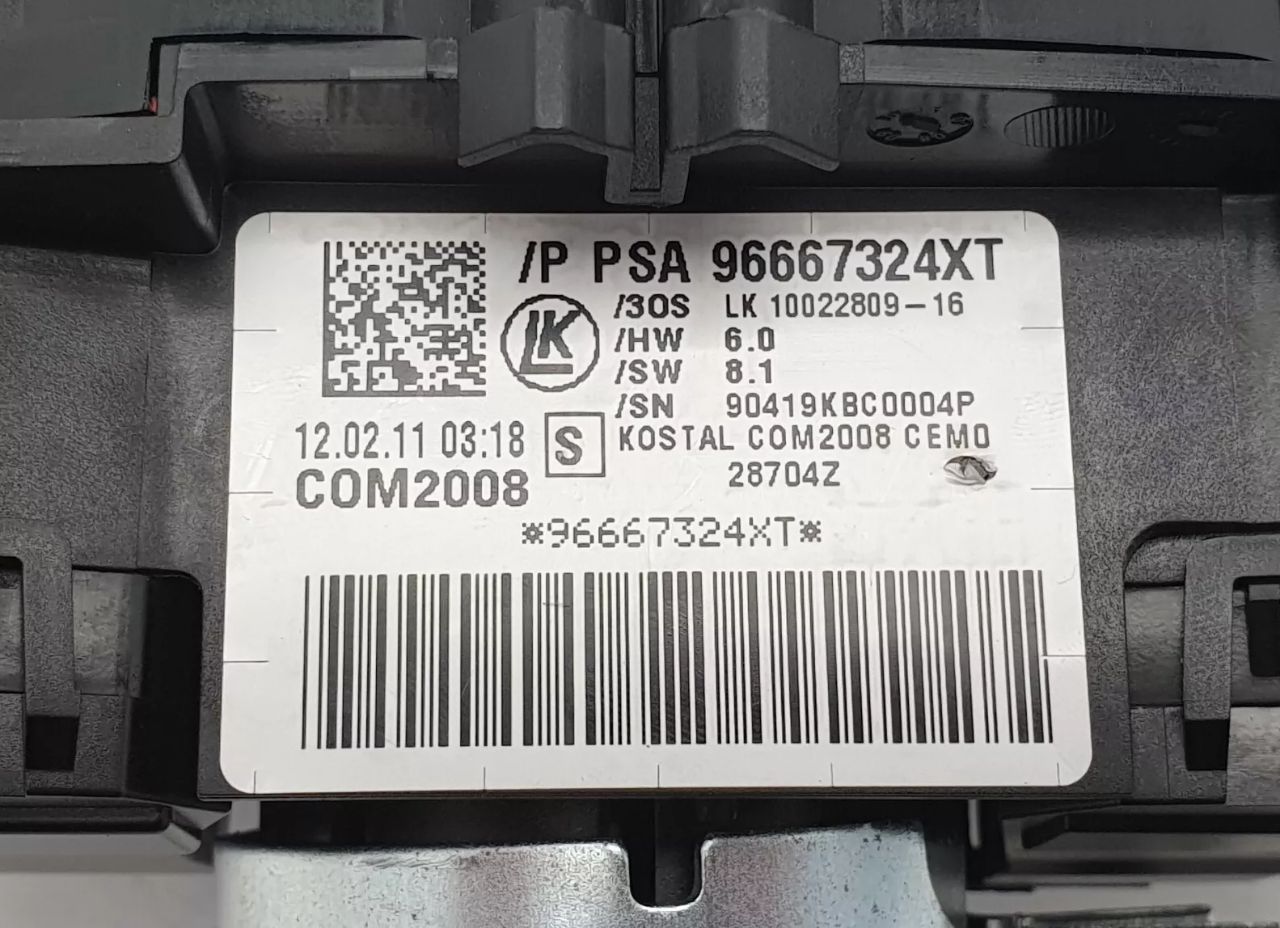 /P PSA 96667324XT
LK
/3OS LK 10022809-16
/HW 6.0
/SW 8.1
/SN 90419KBC0004P
12.02.11 03:18
S
KOSTAL COM2008 CEM0
COM2008
28704Z
*96667324XT*